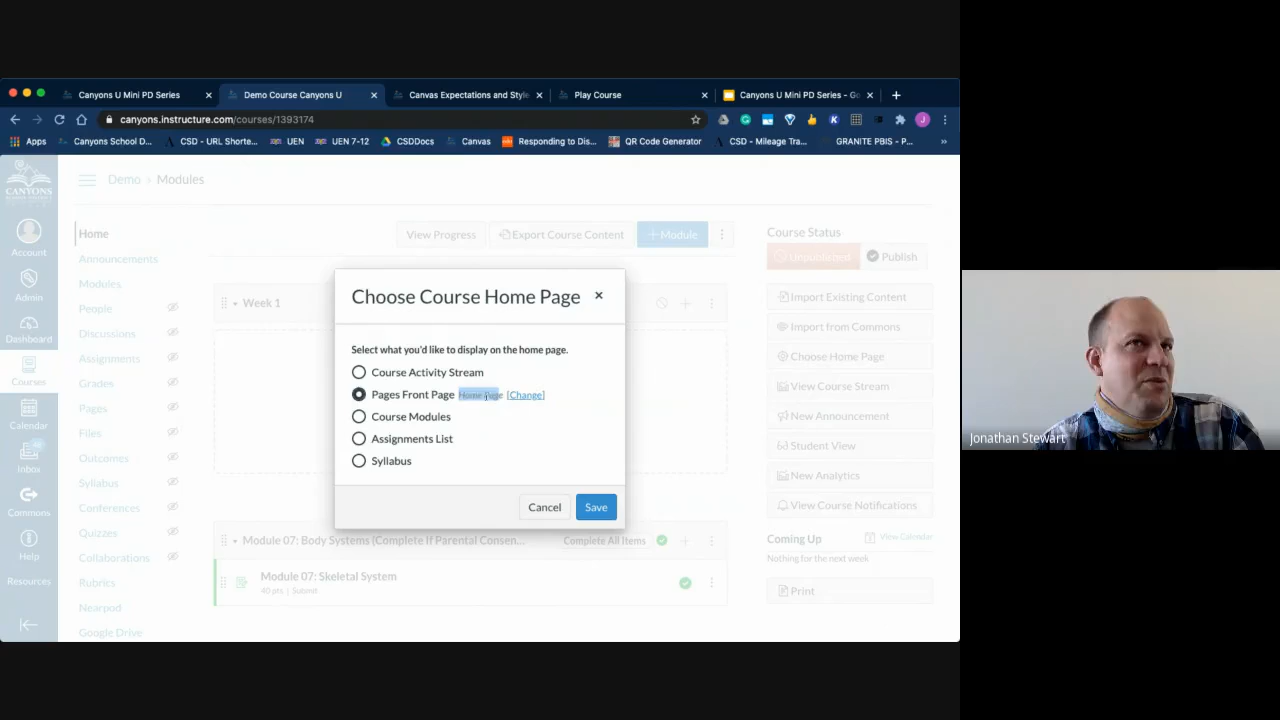 Canyons U Mini PD Series ×
Demo Course Canyons U ×
Canvas Expectations and Style ×
Play Course ×
Canyons U Mini PD Series - Go ×
+
canyons.instructure.com/courses/1393174
J
Apps
Canyons School D...
CSD - URL Shorte...
UEN
UEN 7-12
CSDDocs
Canvas
Responding to Dis...
QR Code Generator
CSD - Mileage Tra...
GRANITE PBIS - P...
»
CANYONS
Account
Admin
Dashboard
Courses
Calendar
Inbox
Commons
Help
Resources
Demo > Modules
Home
Announcements
Modules
People
Discussions
Assignments
Grades
Pages
Files
Outcomes
Syllabus
Conferences
Quizzes
Collaborations
Rubrics
Nearpod
Google Drive
View Progress
Export Course Content
+ Module
Week 1
Choose Course Home Page ×
Select what you'd like to display on the home page.
Course Activity Stream
Pages Front Page Home Page [Change]
Course Modules
Assignments List
Syllabus
Cancel
Save
Module 07: Body Systems (Complete If Parental Consen... Complete All Items
Module 07: Skeletal System
40 pts | Submit
Course Status
Unpublished
Publish
Import Existing Content
Import from Commons
Choose Home Page
View Course Stream
New Announcement
Student View
New Analytics
View Course Notifications
Coming Up
View Calendar
Nothing for the next week
Print
Jonathan Stewart